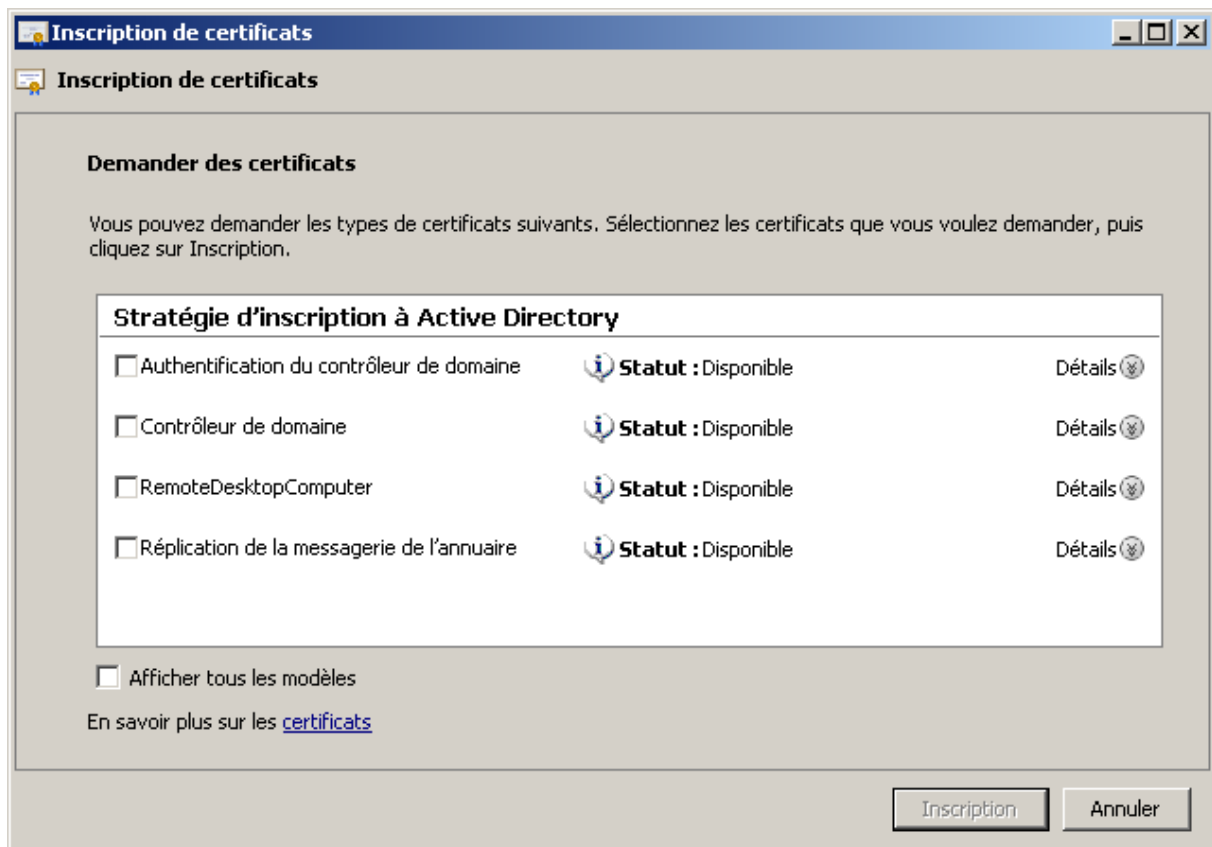 Inscription de certificats
Inscription de certificats
Demander des certificats
Vous pouvez demander les types de certificats suivants. Sélectionnez les certificats que vous voulez demander, puis
cliquez sur Inscription.
Stratégie d'inscription à Active Directory
Authentification du contrôleur de domaine Statut : Disponible Détails
Contrôleur de domaine Statut : Disponible Détails
RemoteDesktopComputer Statut : Disponible Détails
Réplication de la messagerie de l'annuaire Statut : Disponible Détails
Afficher tous les modèles
En savoir plus sur les certificats
Inscription Annuler